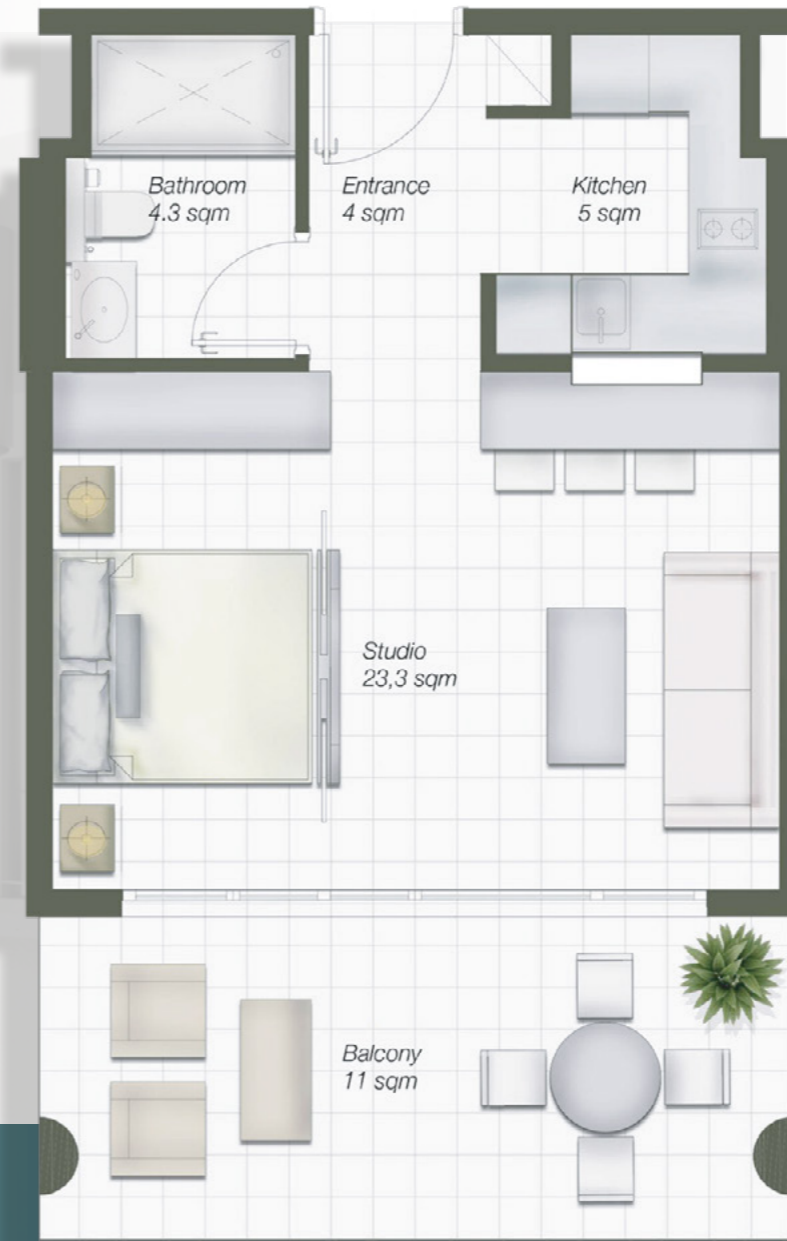 Bathroom
4.3 sqm
Entrance
4 sqm
Kitchen
5 sqm
Studio
23,3 sqm
Balcony
11 sqm